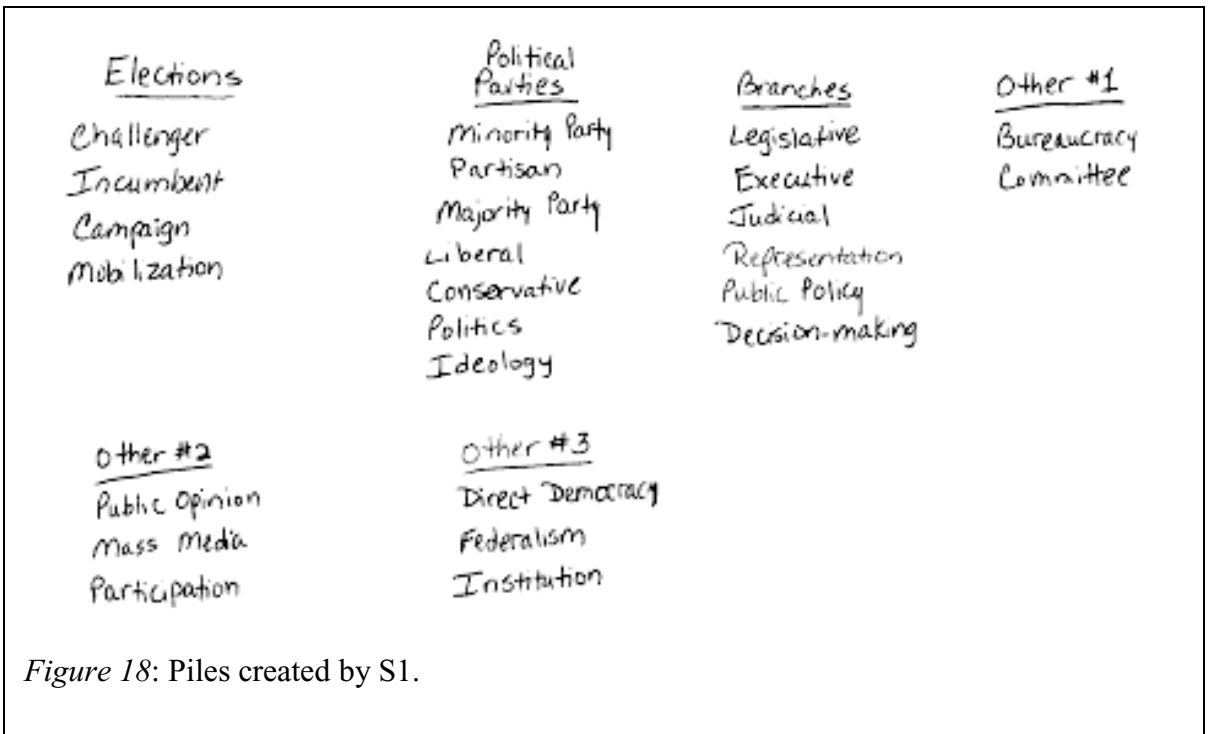 Elections
Challenger
Incumbent
Campaign
Mobilization
Political
Parties
Minority Party
Partisan
Majority Party
Liberal
Conservative
Politics
Ideology
Branches
Legislative
Executive
Judicial
Representation
Public Policy
Decision-making
Other #1
Bureaucracy
Committee
Other #2
Public Opinion
Mass Media
Participation
Other #3
Direct Democracy
Federalism
Institution
Figure 18: Piles created by S1.